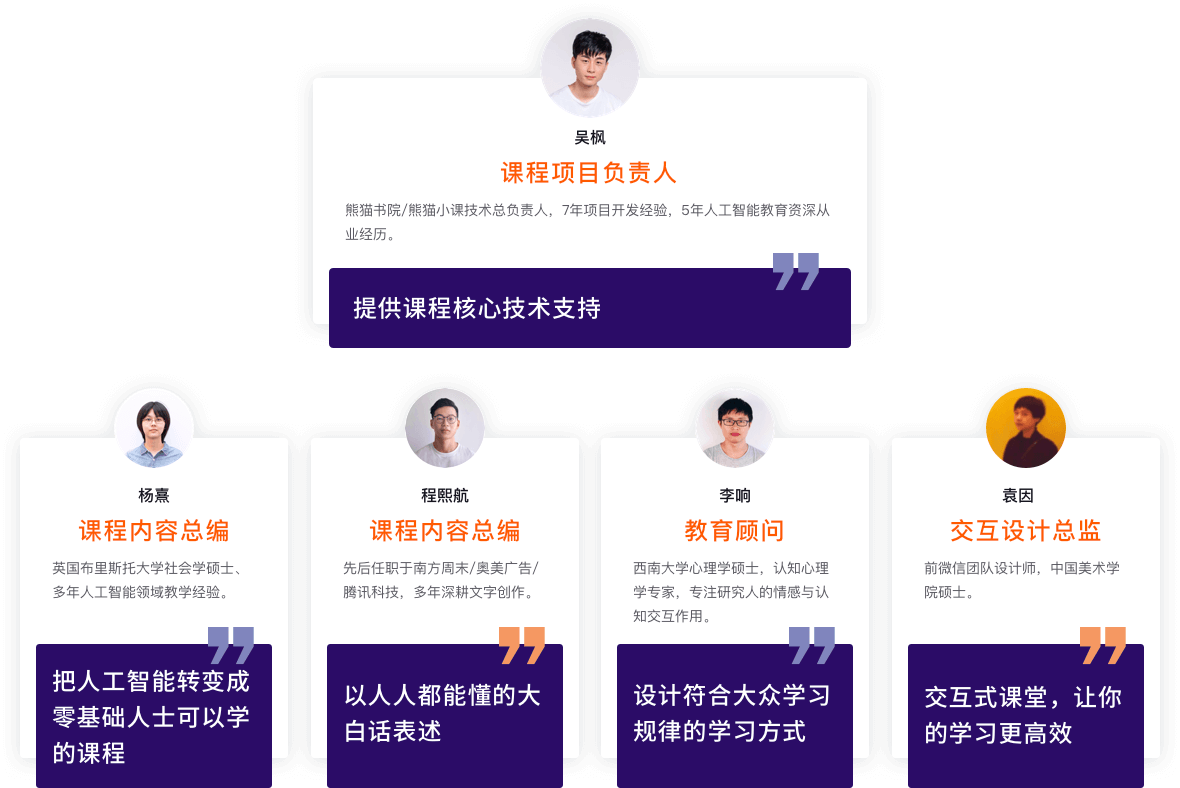 吴枫
课程项目负责人
熊猫书院/熊猫小课技术总负责人，7年项目开发经验，5年人工智能教育资深从
业经历。
提供课程核心技术支持
杨熹
课程内容总编
英国布里斯托大学社会学硕士、
多年人工智能领域教学经验。
把人工智能转变成
零基础人士可以学
的课程
程熙航
课程内容总编
先后任职于南方周末/奥美广告/
腾讯科技，多年深耕文字创作。
以人人都能懂的大
白话表述
李响
教育顾问
西南大学心理学硕士，认知心理
学专家，专注研究人的情感与认
知交互作用。
设计符合大众学习
规律的学习方式
袁因
交互设计总监
前微信团队设计师，中国美术学
院硕士。
交互式课堂，让你
的学习更高效